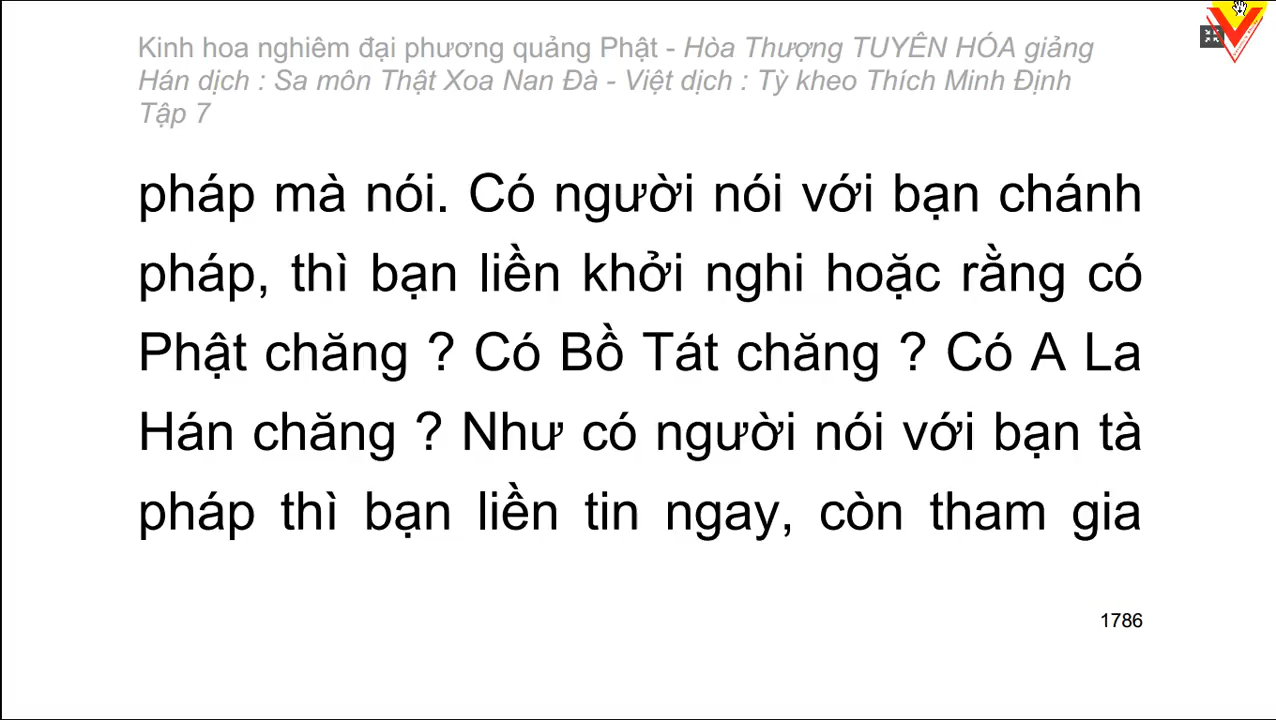 Kinh hoa nghiêm đại phương quảng Phật - Hòa Thượng TUYÊN HÓA giảng
Hán dịch : Sa môn Thật Xoa Nan Đà - Việt dịch : Tỳ kheo Thích Minh Định
Tập 7
pháp mà nói. Có người nói với bạn chánh
pháp, thì bạn liền khởi nghi hoặc rằng có
Phật chăng ? Có Bồ Tát chăng ? Có A La
Hán chăng ? Như có người nói với bạn tà
pháp thì bạn liền tin ngay, còn tham gia
1786